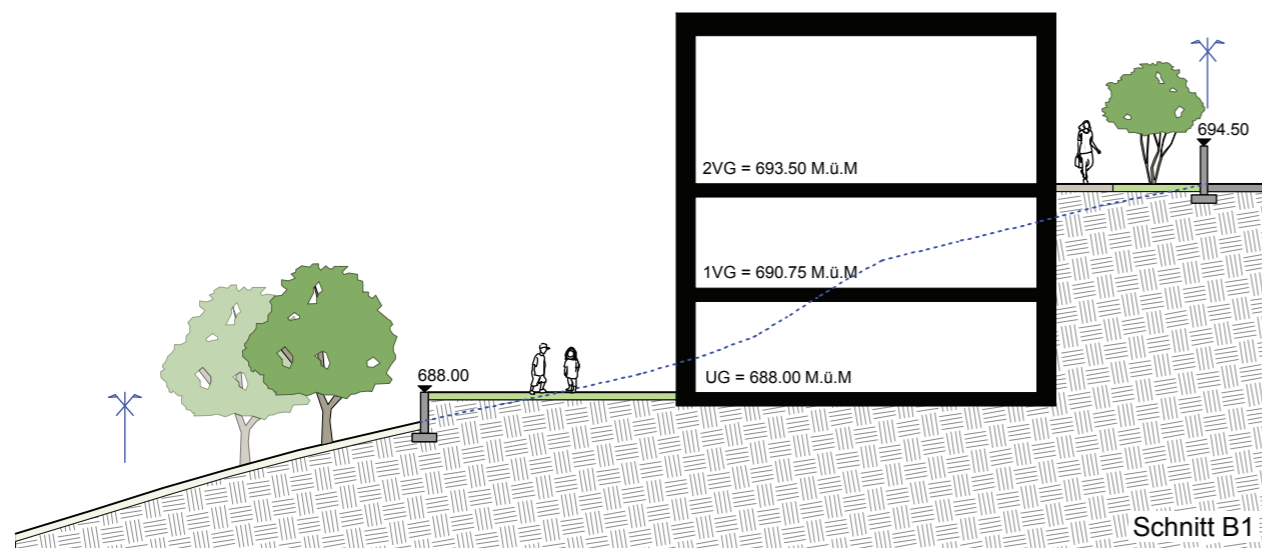 694.50
2VG = 693.50 M.ü.M
1VG = 690.75 M.ü.M
688.00
UG = 688.00 M.ü.M
Schnitt B1